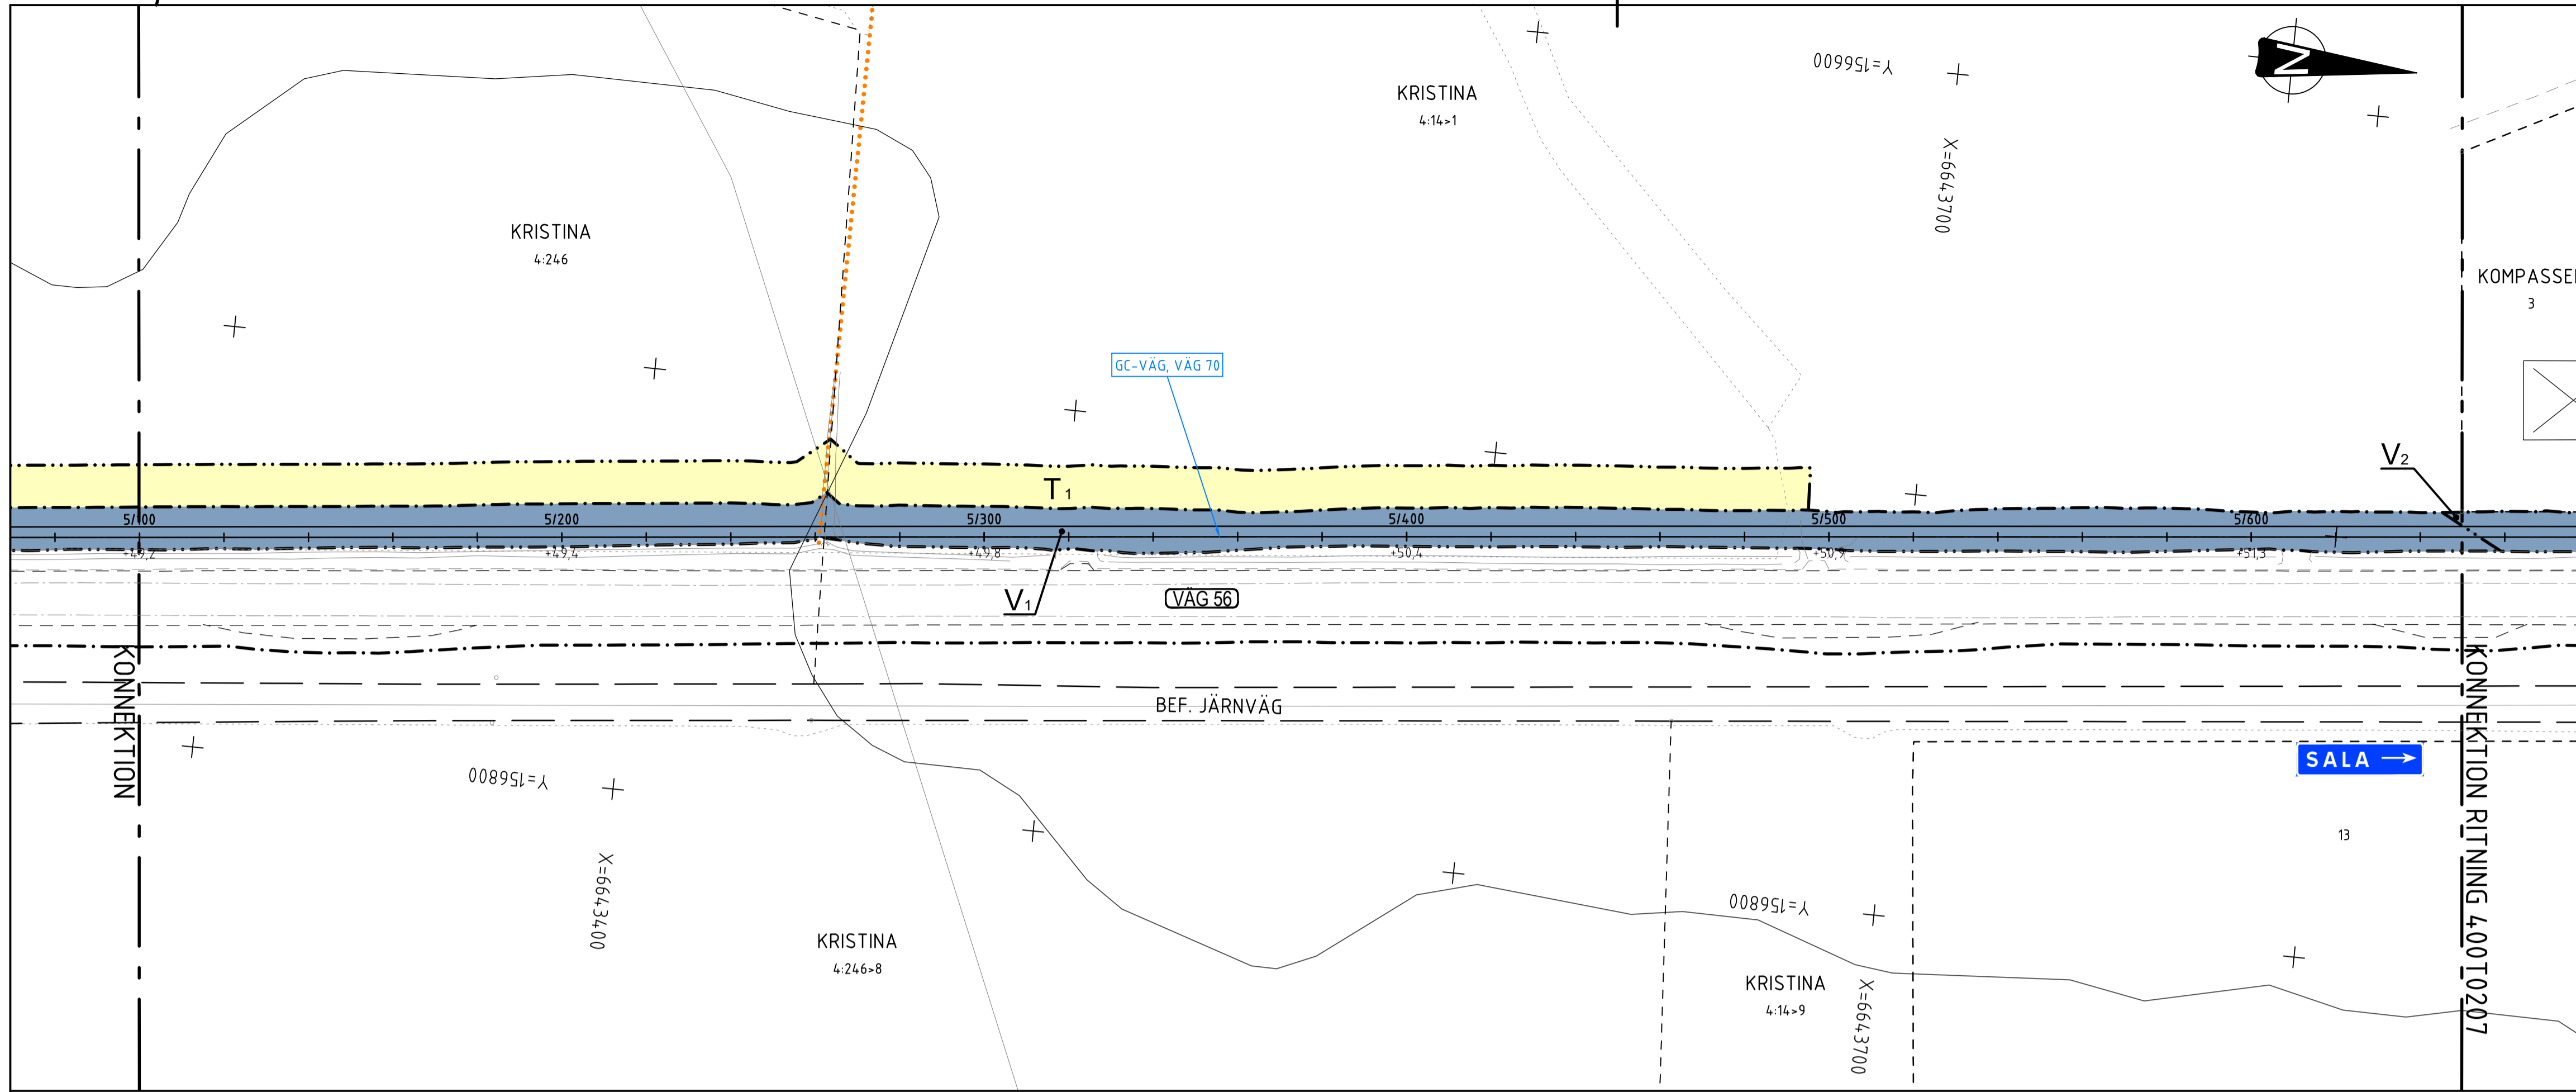 N
Y=156600
KRISTINA
4:14>1
X=6643700
KRISTINA
4:246
3
GC-VÄG, VÄG 70
V2
T1
5/100
5/200
5/300
5/400
5/500
5/600
+49,2
+49,4
+49,8
+50,4
+50,9
+51,3
V1
VÄG 56
KONNEKTION
BEF. JÄRNVÄG
KONNEKTION RITNING 400T0207
SALA
Y=156800
13
X=6643400
Y=156800
KRISTINA
4:246>8
KRISTINA
4:14>9
X=6643700